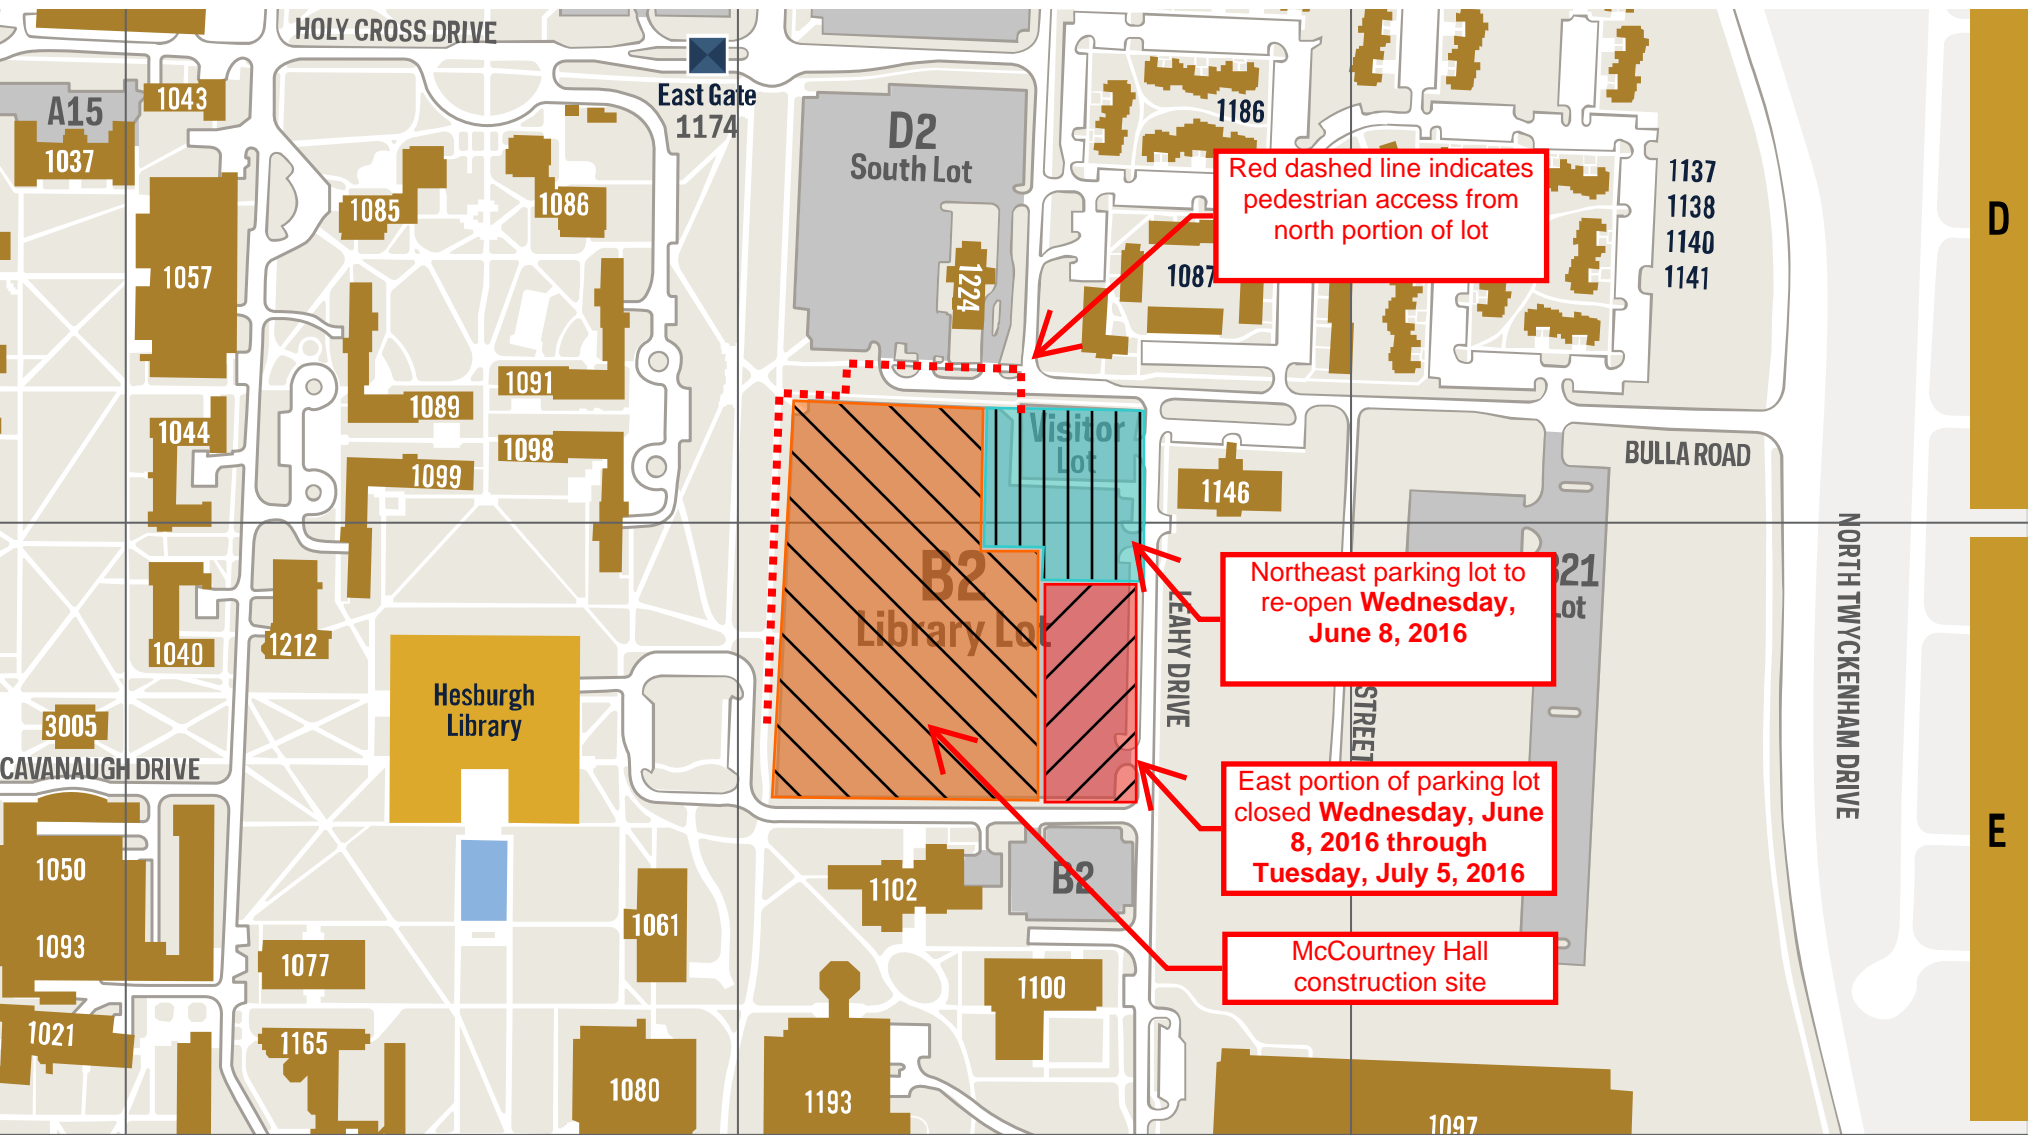 HOLY CROSS DRIVE
East Gate
1174
A15
1043
1037
D2
South Lot
1186
Red dashed line indicates
pedestrian access from
north portion of lot
1137
1138
1140
1141
D
1085
1086
1057
1224
1087
1091
1089
1044
1098
1099
Visitor
Lot
BULLA ROAD
1146
NORTH TWYCKENHAM DRIVE
B2
Library Lot
LEAHY DRIVE
Northeast parking lot to
re-open Wednesday,
June 8, 2016
B21
Lot
STREET
1040
1212
Hesburgh
Library
3005
CAVANAUGH DRIVE
East portion of parking lot
closed Wednesday, June
8, 2016 through
Tuesday, July 5, 2016
E
1050
1102
B2
1061
1093
1077
McCourtney Hall
construction site
1100
1021
1165
1080
1193
1097